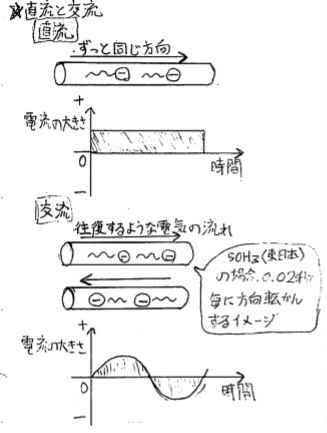 ★直流と交流
直流
ずっと同じ方向
⊖ ⊖
+
電流の大きさ
0
時間
−
交流
往復するような電気の流れ
⊖ ⊖
50Hz(東日本)
の場合、0.02秒
毎に方向転かん
するイメージ
⊖ ⊖
+
電流の大きさ
0
時間
−